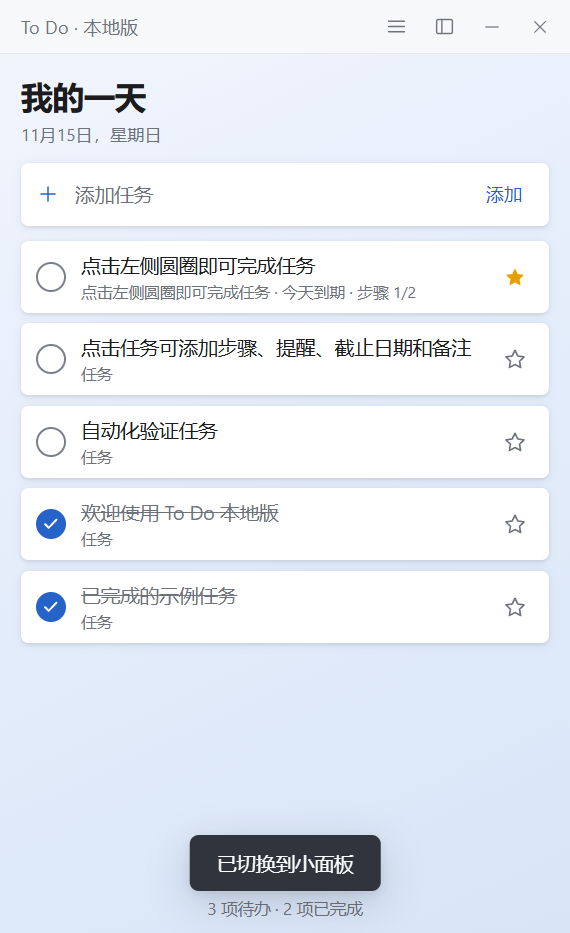 To Do · 本地版
我的一天
11月15日，星期日
添加任务 添加
点击左侧圆圈即可完成任务
点击左侧圆圈即可完成任务 · 今天到期 · 步骤 1/2
点击任务可添加步骤、提醒、截止日期和备注
任务
自动化验证任务
任务
欢迎使用 To Do 本地版
任务
已完成的示例任务
任务
已切换到小面板
3 项待办 · 2 项已完成